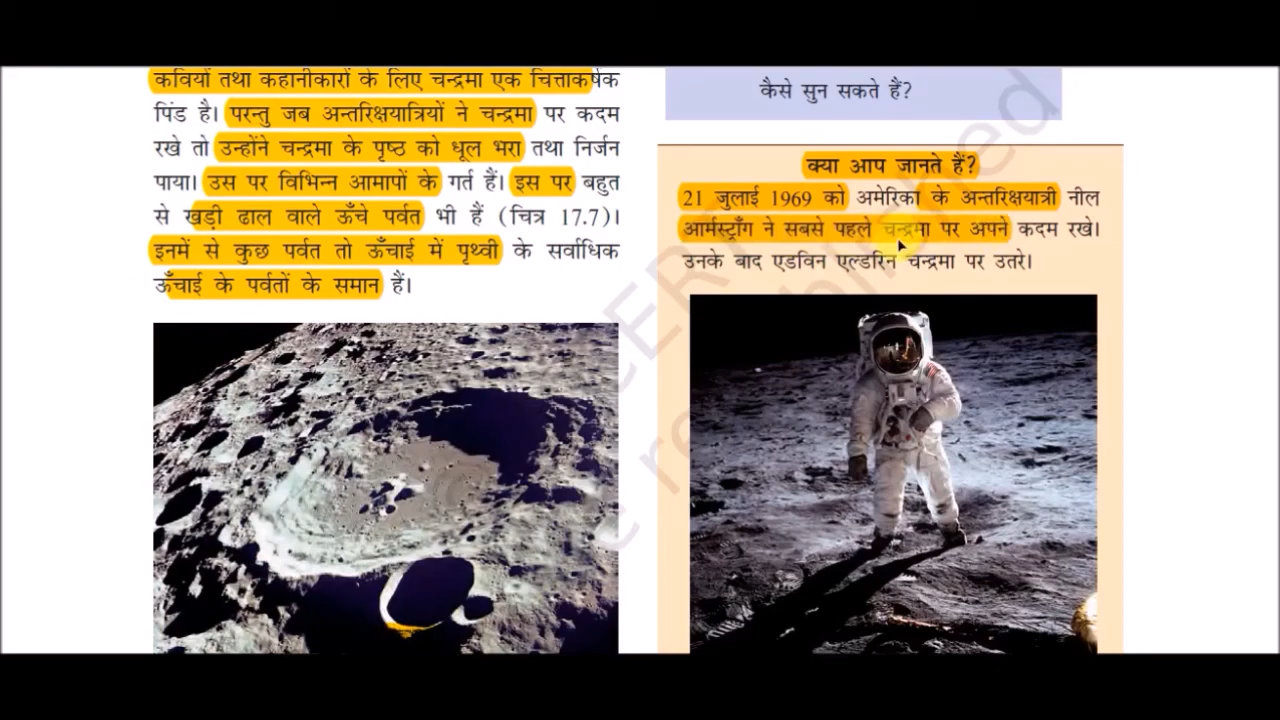 कवियों तथा कहानीकारों के लिए चन्द्रमा एक चित्ताकर्षक
पिंड है। परन्तु जब अन्तरिक्षयात्रियों ने चन्द्रमा पर कदम
रखे तो उन्होंने चन्द्रमा के पृष्ठ को धूल भरा तथा निर्जन
पाया। उस पर विभिन्न आमापों के गर्त हैं। इस पर बहुत
से खड़ी ढाल वाले ऊँचे पर्वत भी हैं (चित्र 17.7)।
इनमें से कुछ पर्वत तो ऊँचाई में पृथ्वी के सर्वाधिक
ऊँचाई के पर्वतों के समान हैं।
कैसे सुन सकते हैं?
क्या आप जानते हैं?
21 जुलाई 1969 को अमेरिका के अन्तरिक्षयात्री नील
आर्मस्ट्राँग ने सबसे पहले चन्द्रमा पर अपने कदम रखे।
उनके बाद एडविन एल्डरिन चन्द्रमा पर उतरे।